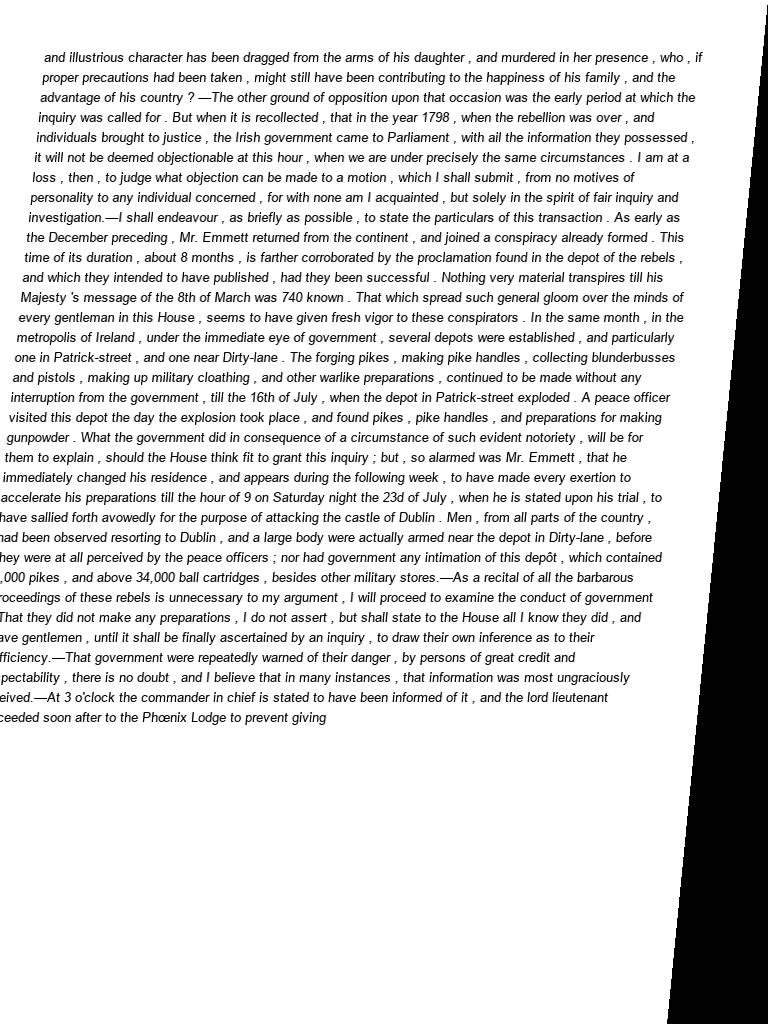 and illustrious character has been dragged from the arms of his daughter , and murdered in her presence , who , if
proper precautions had been taken , might still have been contributing to the happiness of his family , and the
advantage of his country ? —The other ground of opposition upon that occasion was the early period at which the
inquiry was called for . But when it is recollected , that in the year 1798 , when the rebellion was over , and
individuals brought to justice , the Irish government came to Parliament , with all the information they possessed ,
it will not be deemed objectionable at this hour , when we are under precisely the same circumstances . I am at a
loss , then , to judge what objection can be made to a motion , which I shall submit , from no motives of
personality to any individual concerned , for with none am I acquainted , but solely in the spirit of fair inquiry and
investigation.—I shall endeavour , as briefly as possible , to state the particulars of this transaction . As early as
the December preceding , Mr. Emmett returned from the continent , and joined a conspiracy already formed . This
time of its duration , about 8 months , is farther corroborated by the proclamation found in the depot of the rebels ,
and which they intended to have published , had they been successful . Nothing very material transpires till his
Majesty 's message of the 8th of March was 740 known . That which spread such general gloom over the minds of
every gentleman in this House , seems to have given fresh vigor to these conspirators . In the same month , in the
metropolis of Ireland , under the immediate eye of government , several depots were established , and particularly
one in Patrick-street , and one near Dirty-lane . The forging pikes , making pike handles , collecting blunderbusses
and pistols , making up military cloathing , and other warlike preparations , continued to be made without any
interruption from the government , till the 16th of July , when the depot in Patrick-street exploded . A peace officer
visited this depot the day the explosion took place , and found pikes , pike handles , and preparations for making
gunpowder . What the government did in consequence of a circumstance of such evident notoriety , will be for
them to explain , should the House think fit to grant this inquiry ; but , so alarmed was Mr. Emmett , that he
immediately changed his residence , and appears during the following week , to have made every exertion to
accelerate his preparations till the hour of 9 on Saturday night the 23d of July , when he is stated upon his trial , to
have sallied forth avowedly for the purpose of attacking the castle of Dublin . Men , from all parts of the country ,
had been observed resorting to Dublin , and a large body were actually armed near the depot in Dirty-lane , before
hey were at all perceived by the peace officers ; nor had government any intimation of this depôt , which contained
,000 pikes , and above 34,000 ball cartridges , besides other military stores.—As a recital of all the barbarous
roceedings of these rebels is unnecessary to my argument , I will proceed to examine the conduct of government
That they did not make any preparations , I do not assert , but shall state to the House all I know they did , and
ave gentlemen , until it shall be finally ascertained by an inquiry , to draw their own inference as to their
fficiency.—That government were repeatedly warned of their danger , by persons of great credit and
pectability , there is no doubt , and I believe that in many instances , that information was most ungraciously
eived.—At 3 o'clock the commander in chief is stated to have been informed of it , and the lord lieutenant
ceeded soon after to the Phœnix Lodge to prevent giving